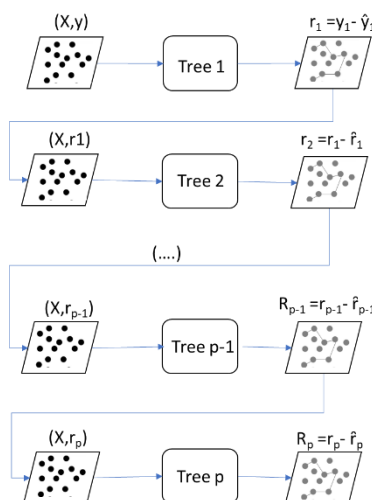 (X,y)
Tree 1
r₁ =y₁- ŷ₁
(X,r1)
Tree 2
r₂ =r₁- r̂₁
(....)
(X,rₚ₋₁)
Tree p-1
Rₚ₋₁ =rₚ₋₁- r̂ₚ₋₁
(X,rₚ)
Tree p
Rₚ =rₚ- r̂ₚ